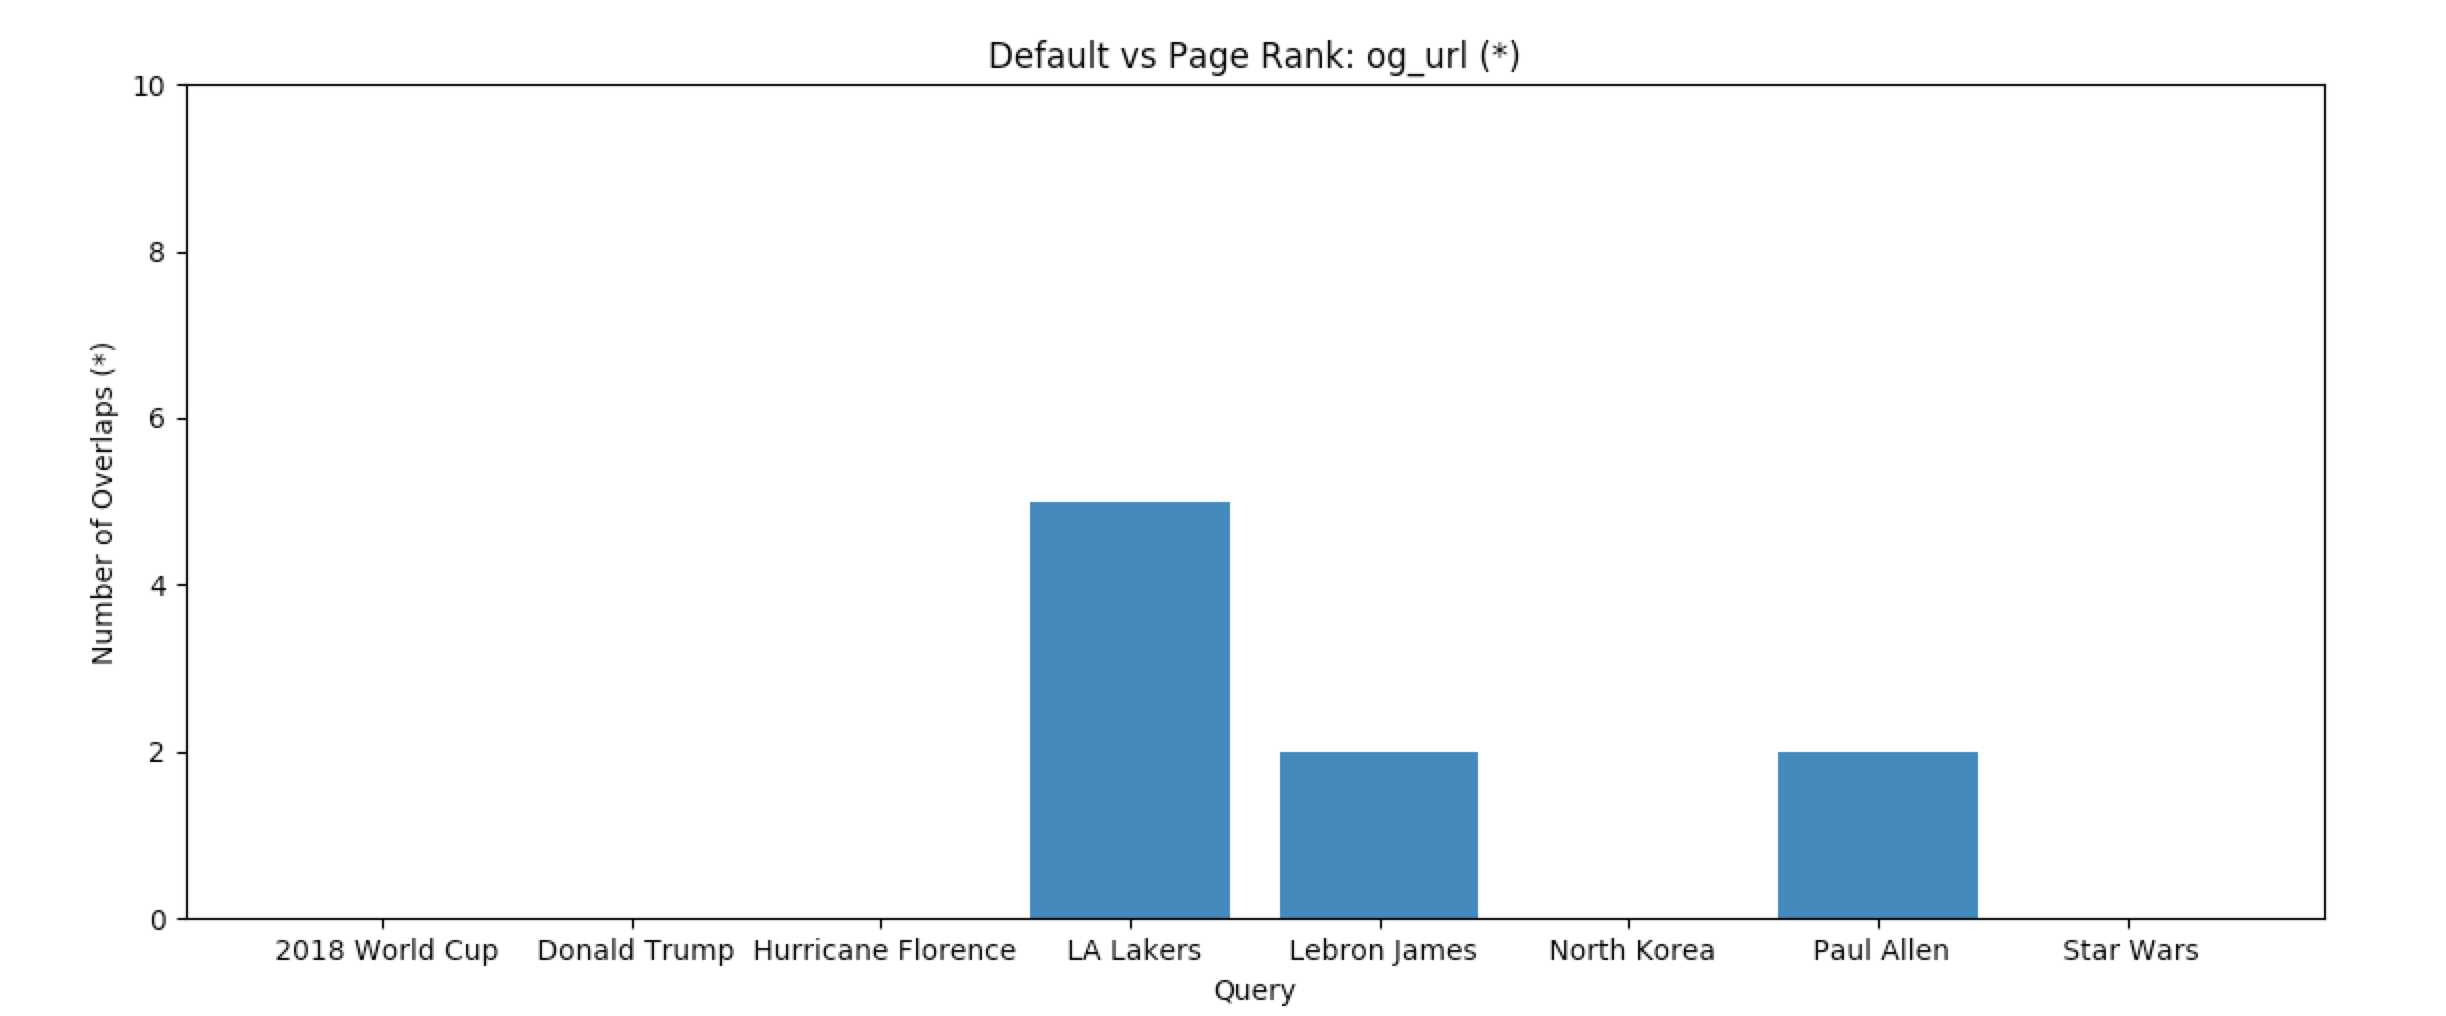 Default vs Page Rank: og_url (*)
Number of Overlaps (*)
10
8
6
4
2
0
2018 World Cup Donald Trump Hurricane Florence LA Lakers Lebron James North Korea Paul Allen Star Wars
Query